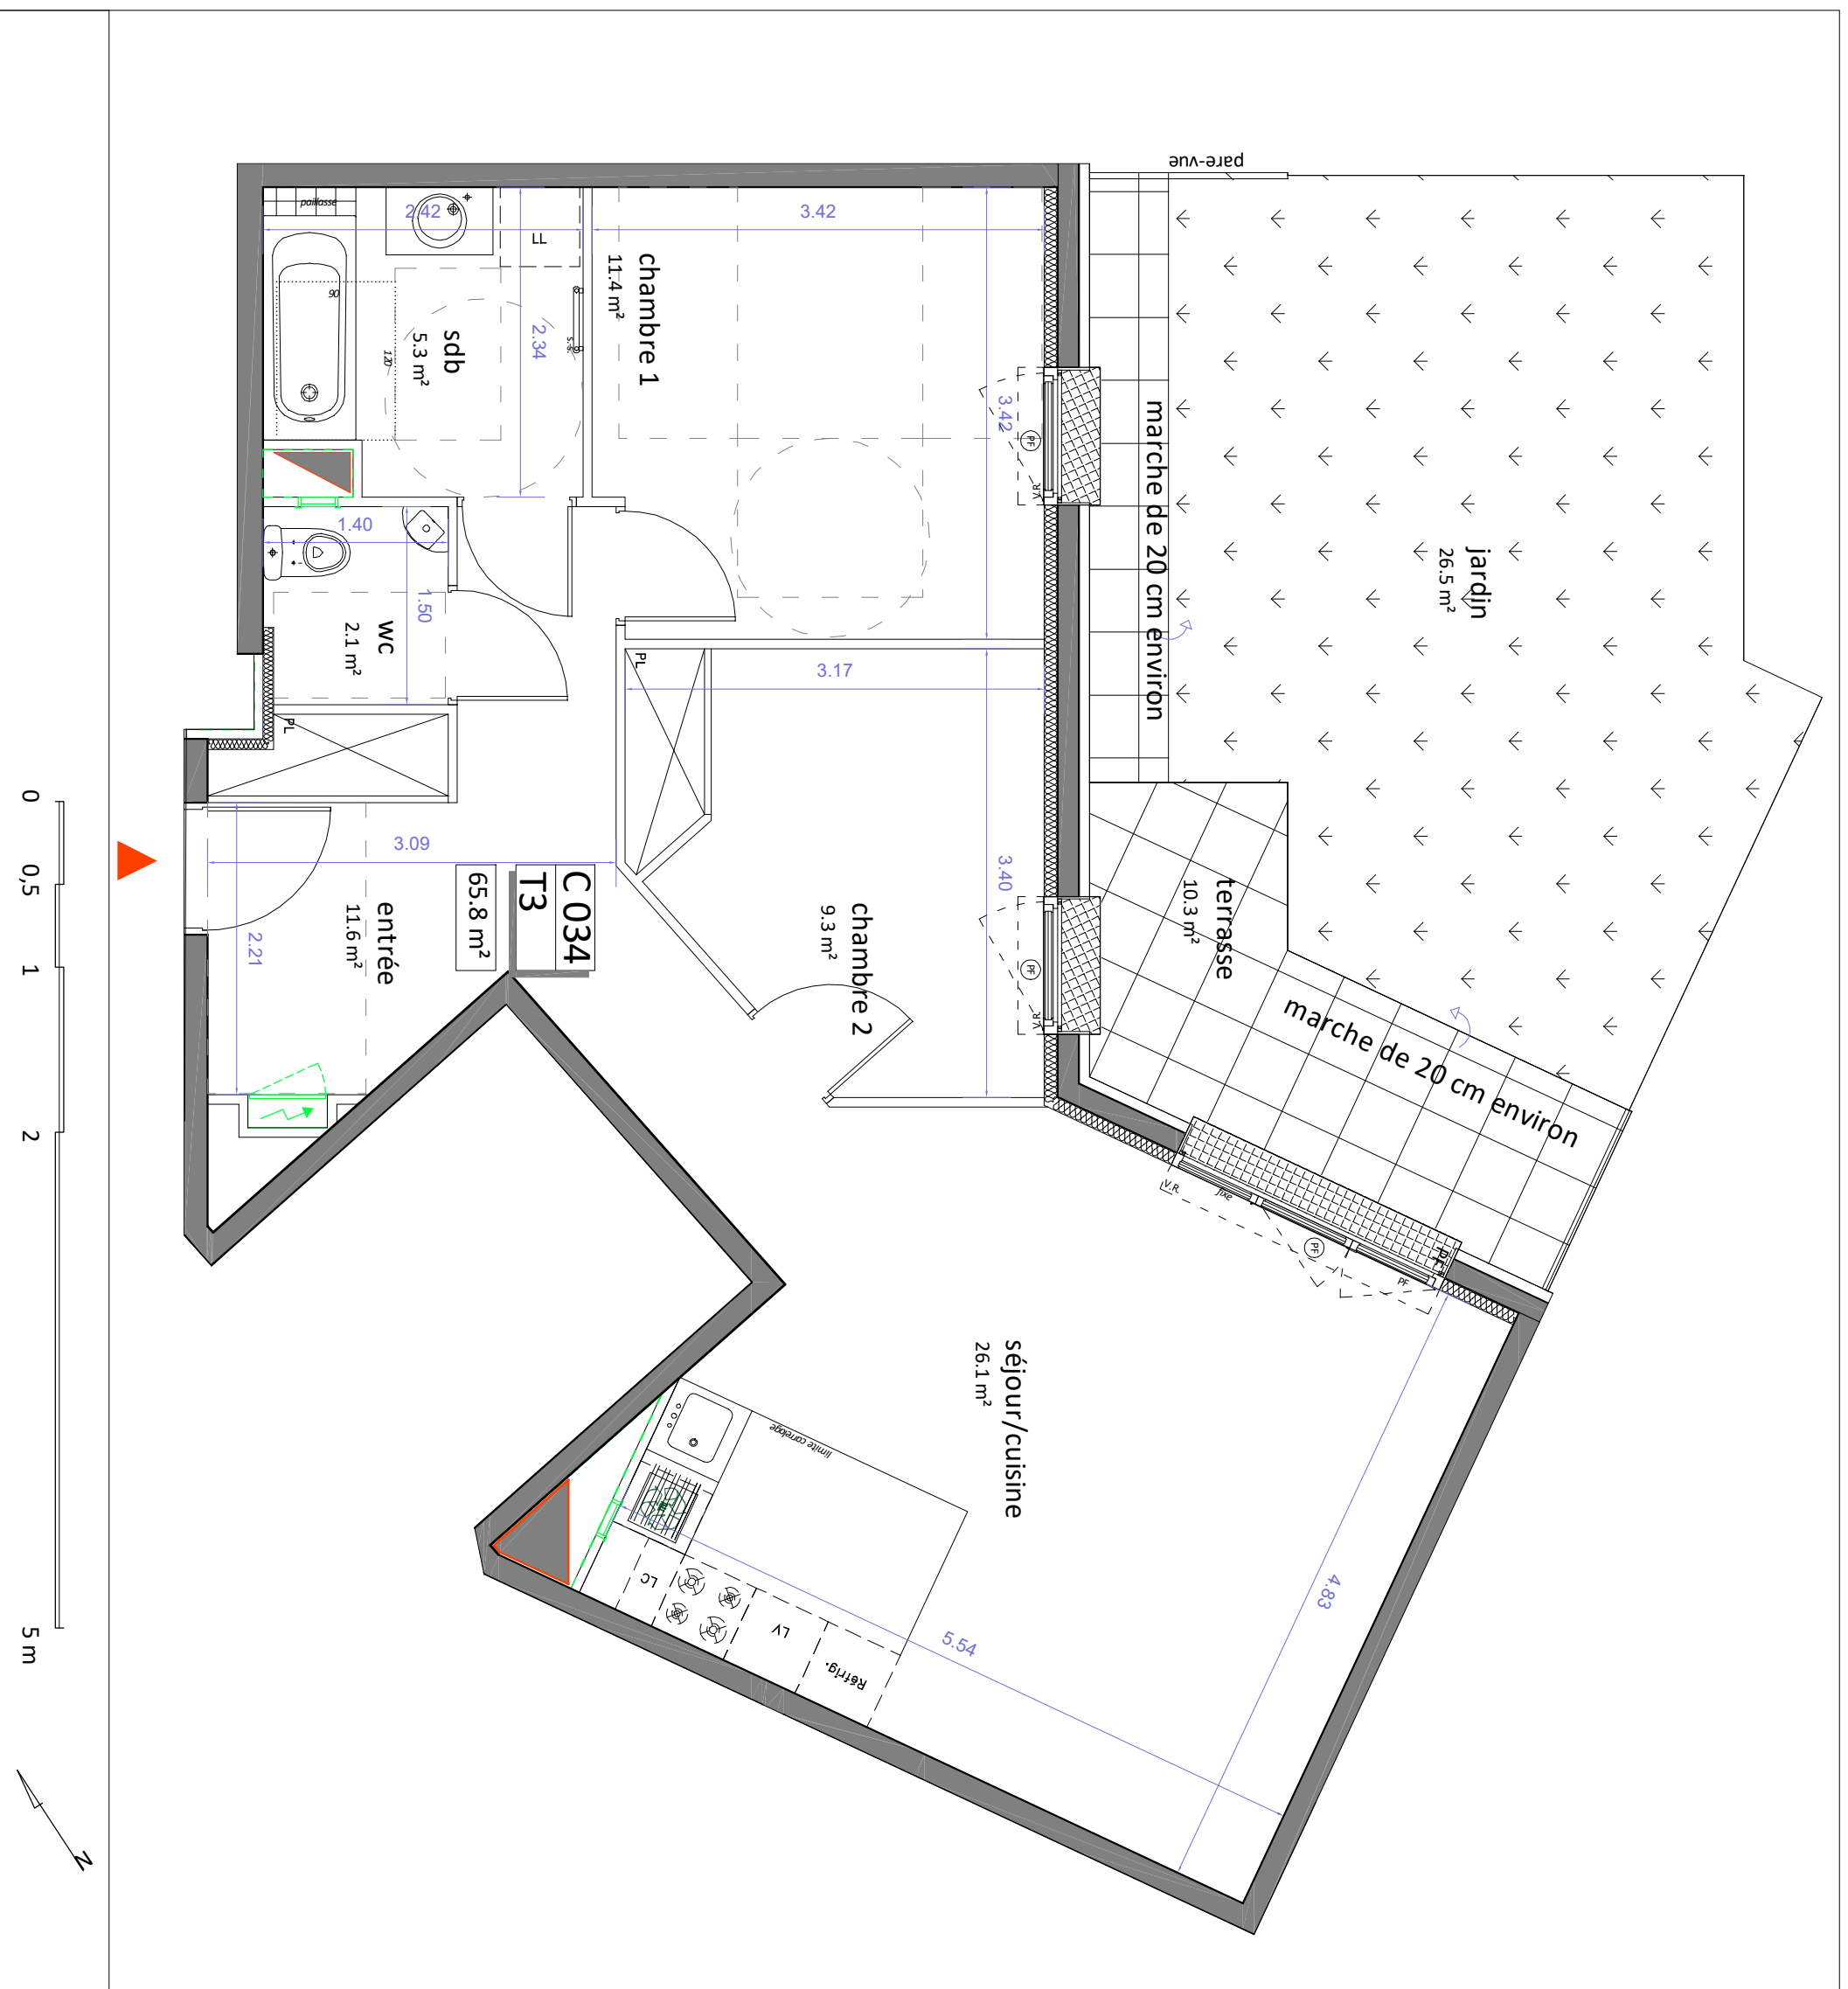 pare-vue
jardin
26.5 m²
marche de 20 cm environ
terrasse
10.3 m²
marche de 20 cm environ
chambre 1
11.4 m²
3.42
3.42
PF
V.R
paillasse
2.42
LL
90
120
s.s.
2.34
sdb
5.3 m²
1.40
1.50
wc
2.1 m²
PL
PL
3.17
3.40
chambre 2
9.3 m²
PF
V.R
3.09
2.21
entrée
11.6 m²
C 034
T3
65.8 m²
V.R.
fixe
PF
PF
PF
séjour/cuisine
26.1 m²
limite carrelage
LC
LV
Réfrig.
4.83
5.54
0
0,5
1
2
5 m
N